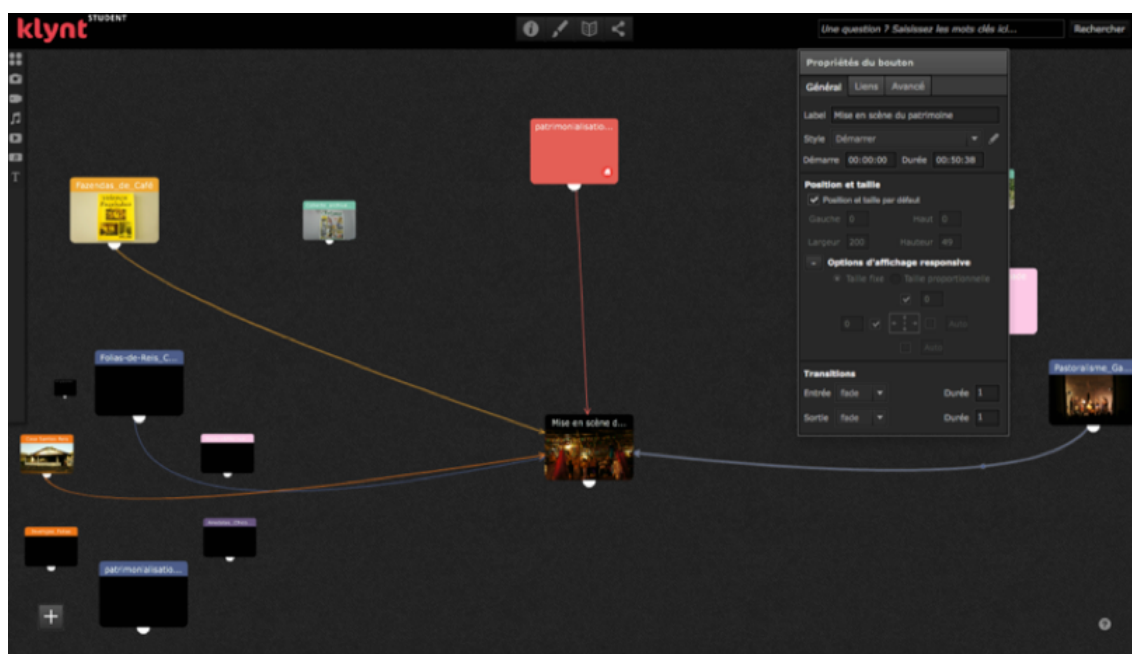 klynt STUDENT
Une question ? Saisissez les mots clés ici...
Rechercher
Propriétés du bouton
Général Liens Avancé
Label Mise en scène du patrimoine
Style Démarrer
Démarre 00:00:00 Durée 00:50:38
Position et taille
Position et taille par défaut
Gauche 0 Haut 0
Largeur 200 Hauteur 49
Options d'affichage responsive
Taille fixe Taille proportionnelle
0
0 Auto
Auto
Transitions
Entrée fade Durée 1
Sortie fade Durée 1
patrimonialisatio...
Fazendas_de_Café
Folias-de-Reis_C...
Pastoralisme_Ga...
Mise en scène d...
patrimonialisatio...